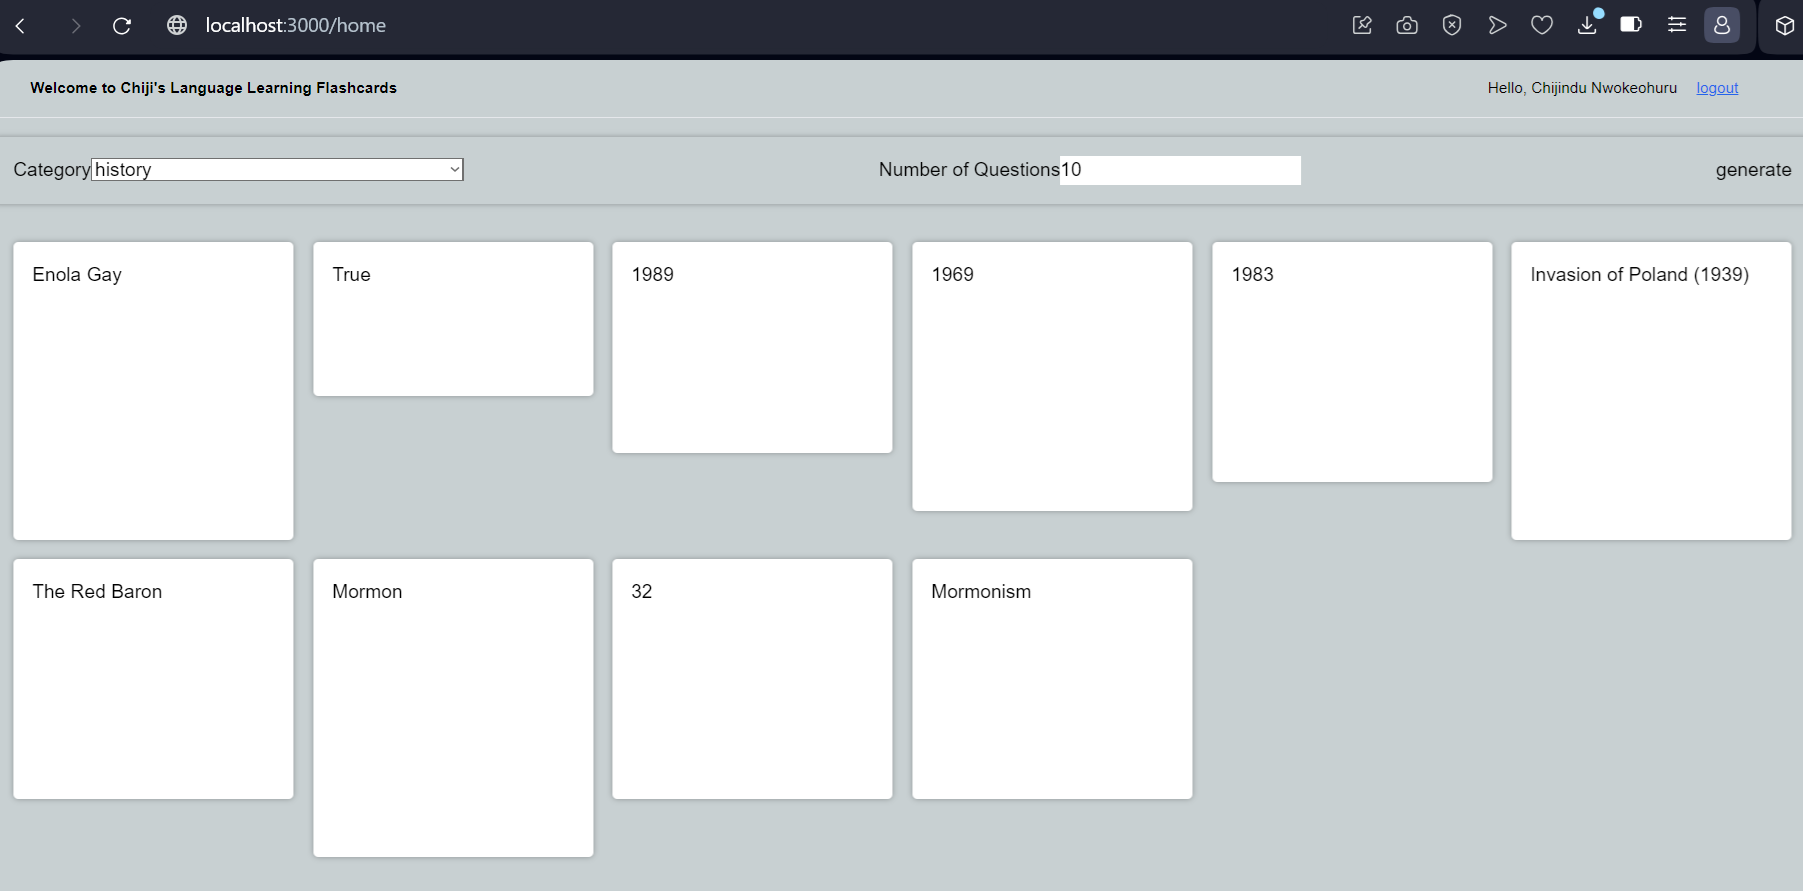 localhost:3000/home
Welcome to Chiji's Language Learning Flashcards
Hello, Chijindu Nwokeohuru logout
Category history
Number of Questions 10
generate
Enola Gay
True
1989
1969
1983
Invasion of Poland (1939)
The Red Baron
Mormon
32
Mormonism